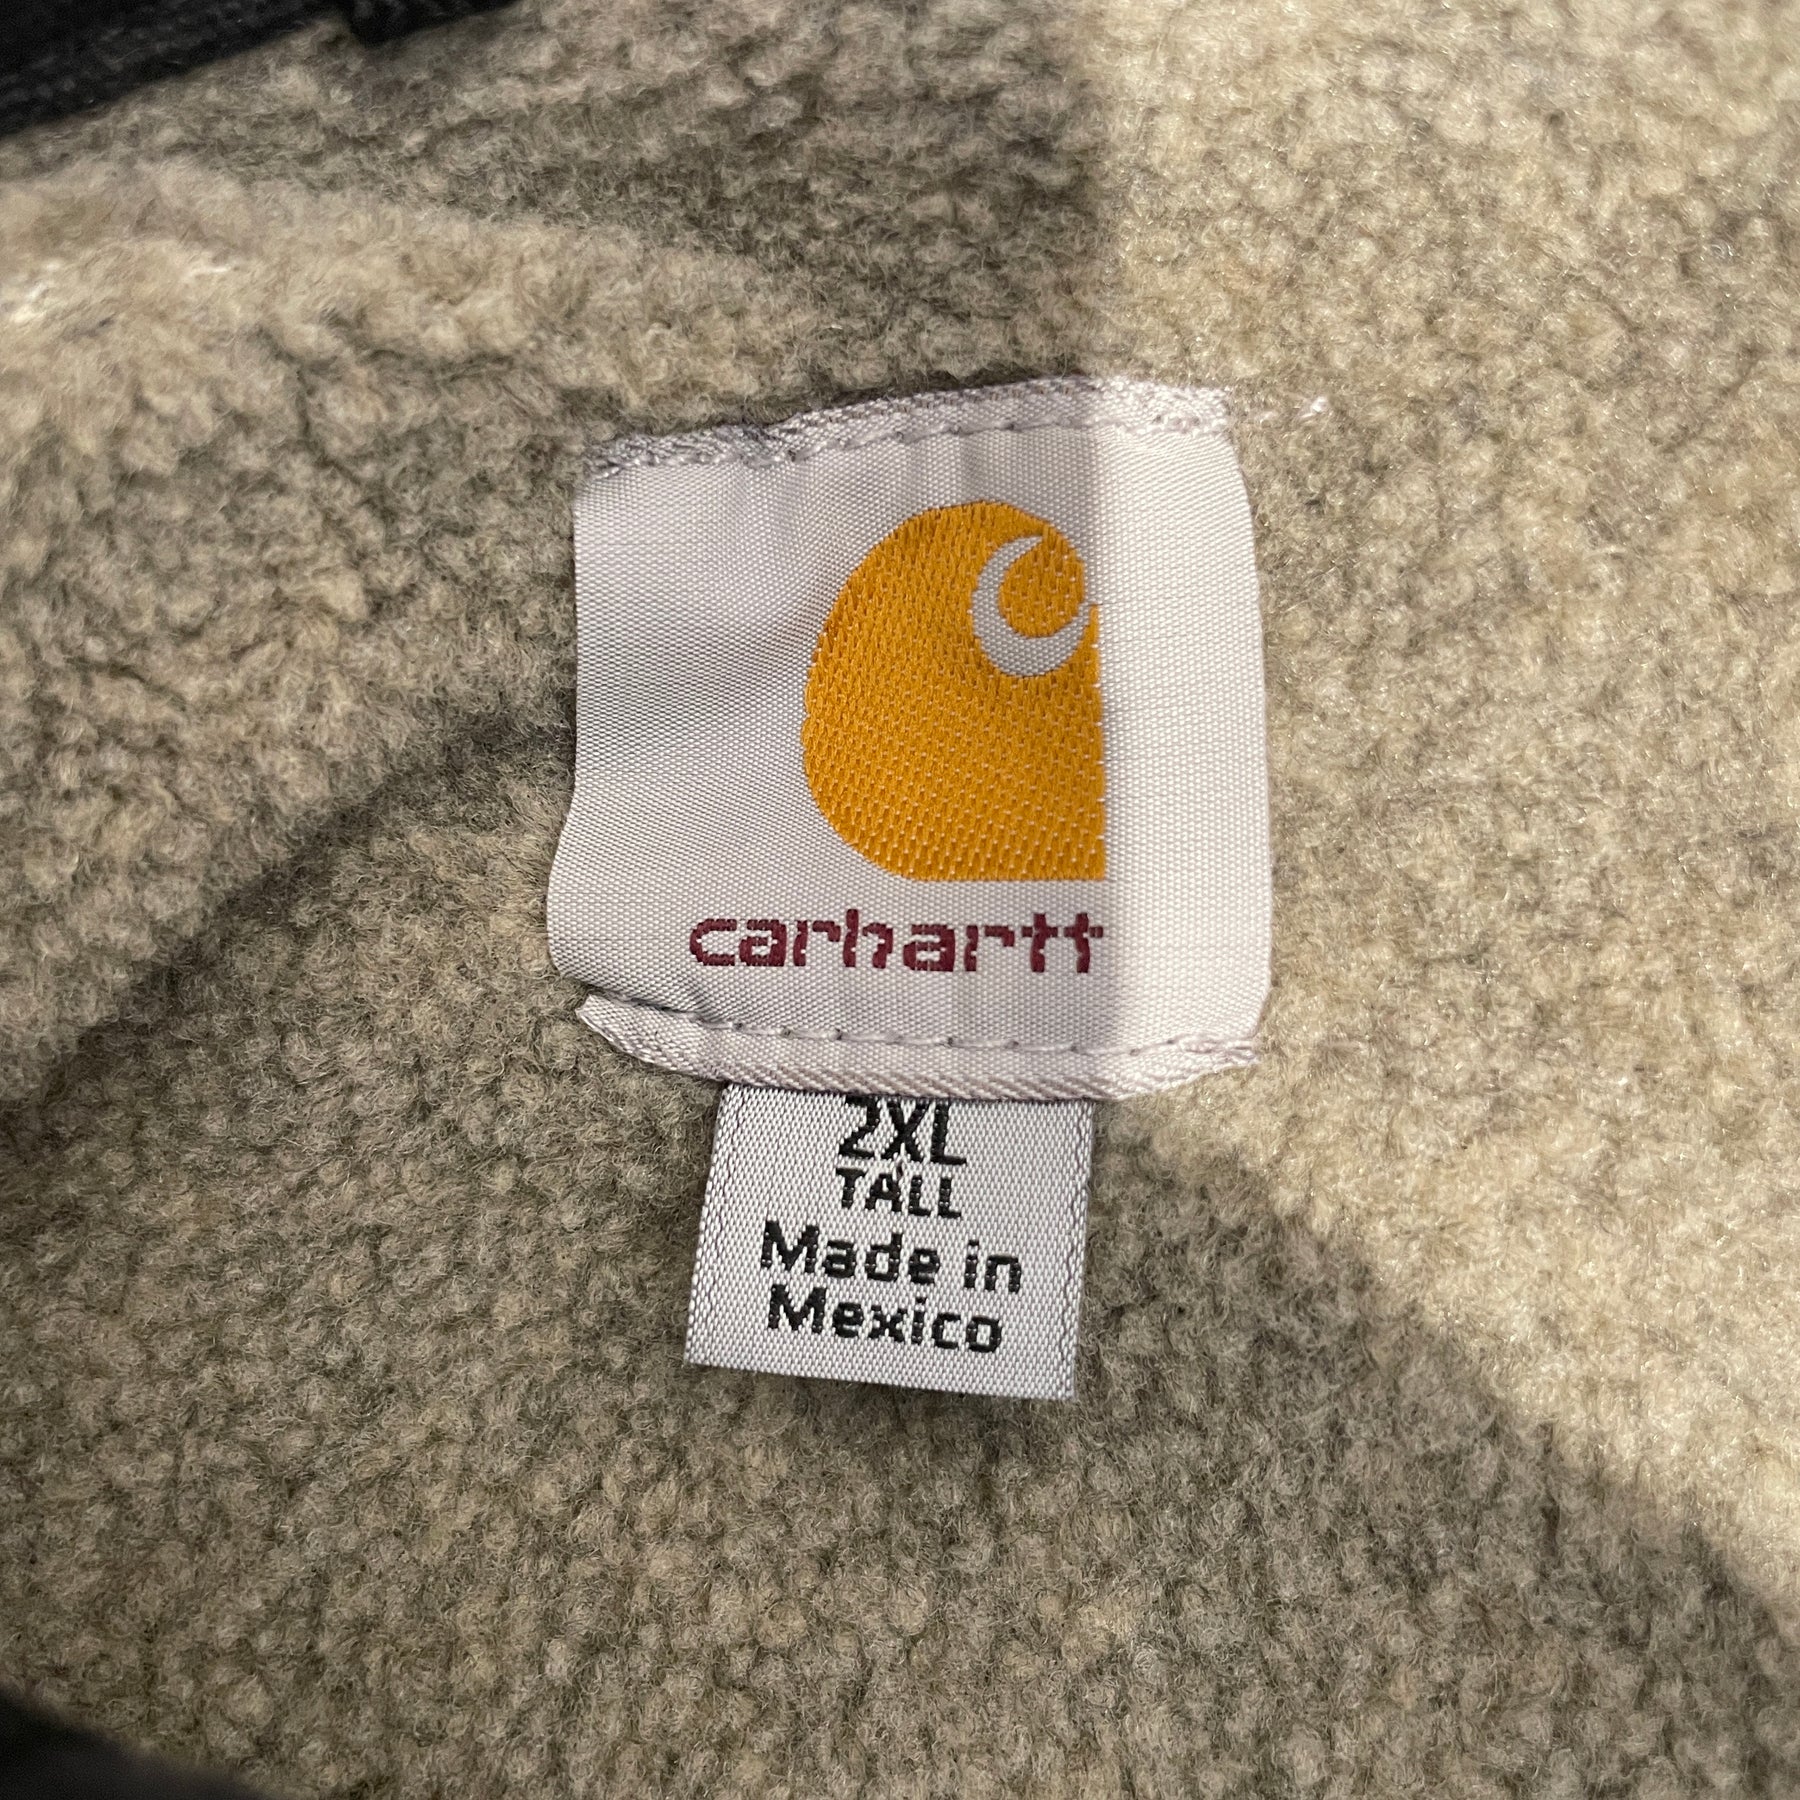 carhartt
2XL
TALL
Made in
Mexico